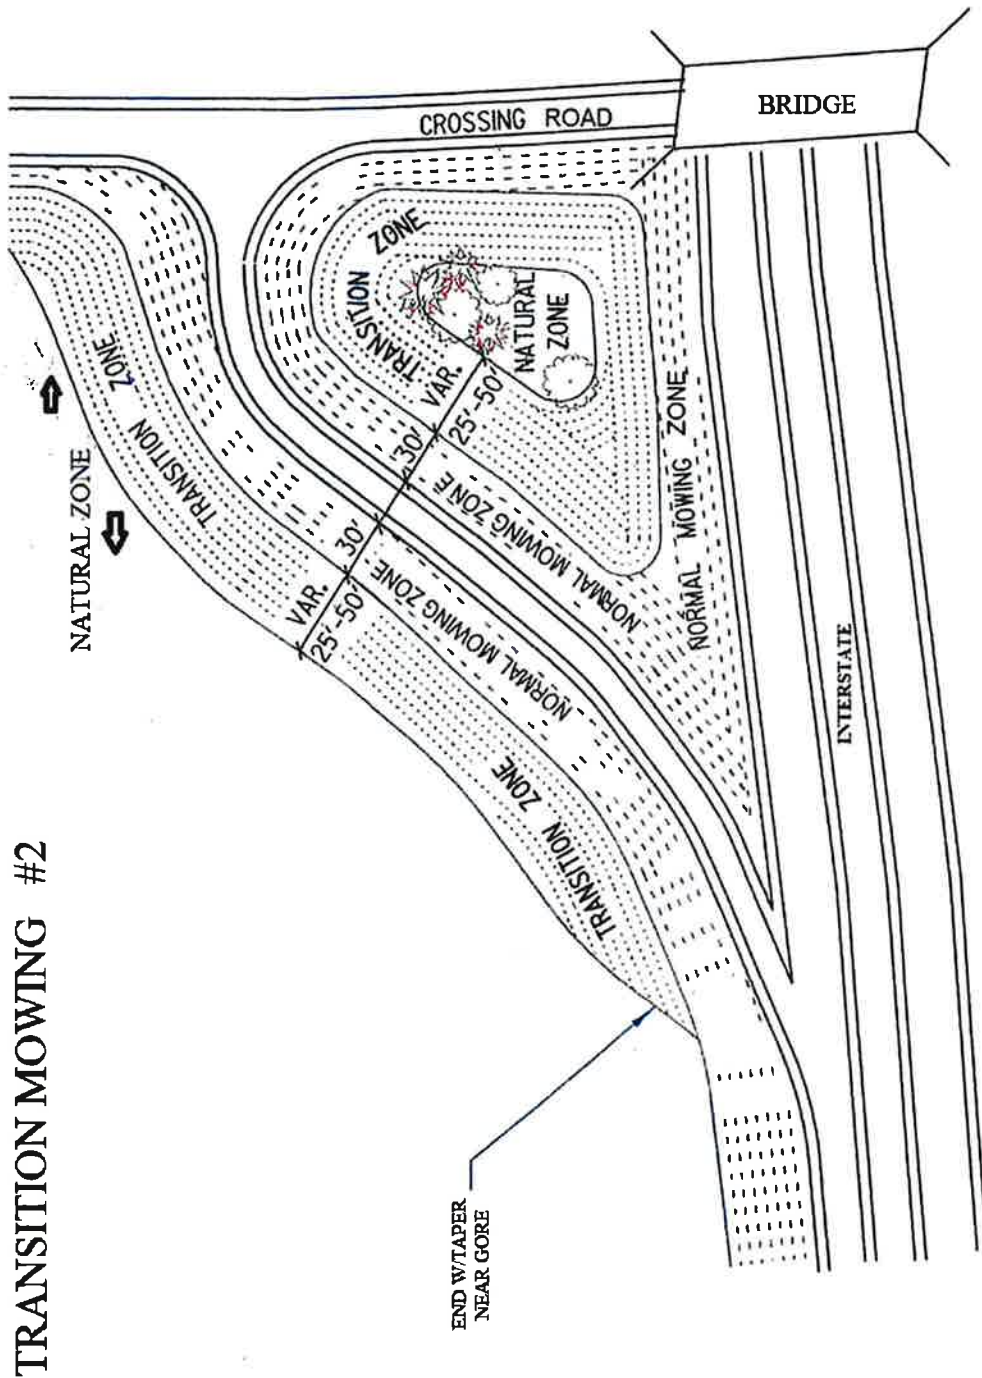 TRANSITION MOWING #2
NATURAL ZONE
TRANSITION ZONE
CROSSING ROAD
BRIDGE
TRANSITION ZONE
NATURAL
ZONE
VAR.
25'-50'
30'
30'
VAR.
25'-50'
NORMAL MOWING ZONE
NORMAL MOWING ZONE
NORMAL MOWING ZONE
TRANSITION ZONE
INTERSTATE
END W/TAPER
NEAR GORE